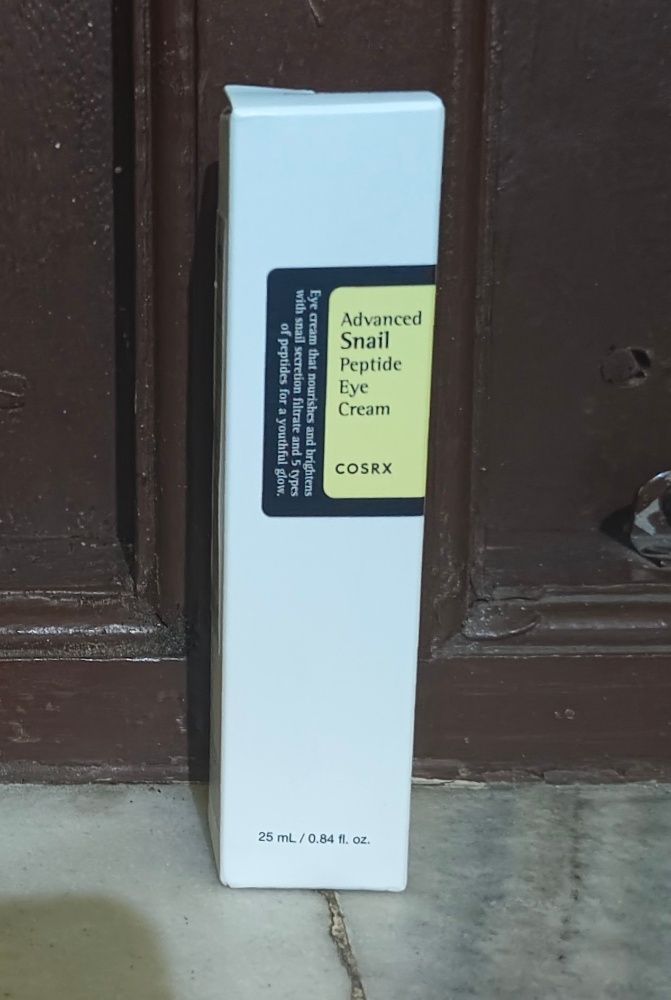 Advanced
Snail
Peptide
Eye
Cream
COSRX
Eye cream that nourishes and brightens
with snail secretion filtrate and 5 types
of peptides for a youthful glow.
25 mL / 0.84 fl. oz.